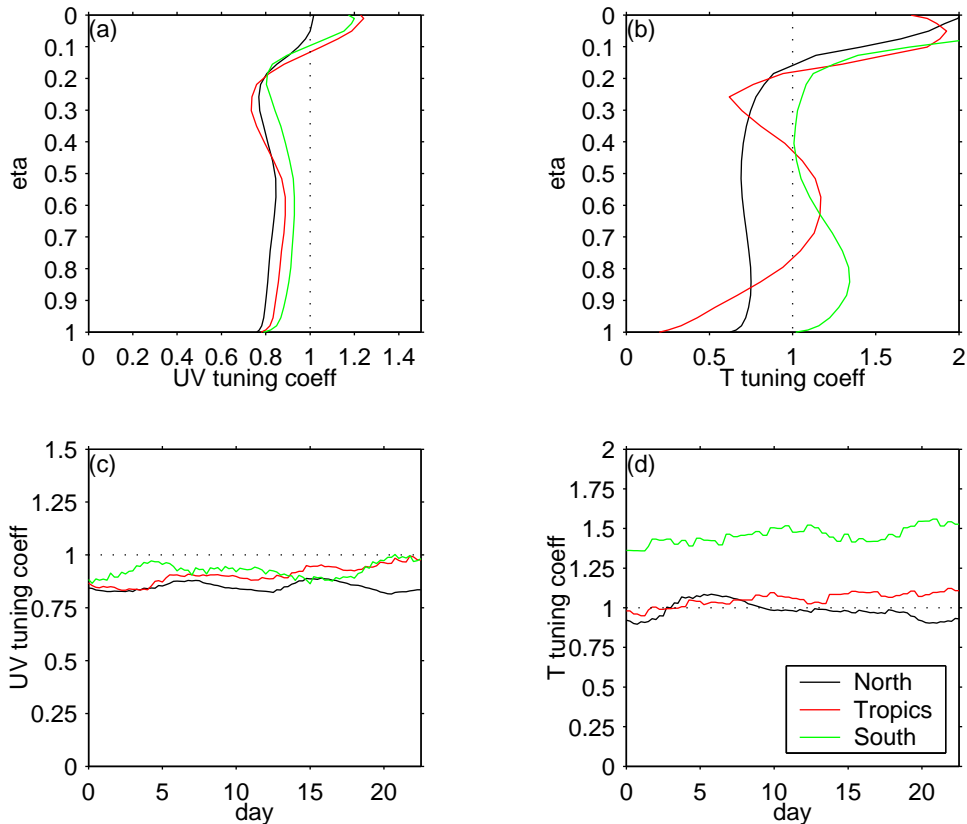 (a)
0
0.1
0.2
0.3
0.4
0.5
0.6
0.7
0.8
0.9
1
eta
0 0.2 0.4 0.6 0.8 1 1.2 1.4
UV tuning coeff
(b)
0
0.1
0.2
0.3
0.4
0.5
0.6
0.7
0.8
0.9
1
eta
0 0.5 1 1.5 2
T tuning coeff
(c)
1.5
1.25
1
0.75
0.5
0.25
0
UV tuning coeff
0 5 10 15 20
day
(d)
2
1.75
1.5
1.25
1
0.75
0.5
0.25
0
T tuning coeff
North
Tropics
South
0 5 10 15 20
day